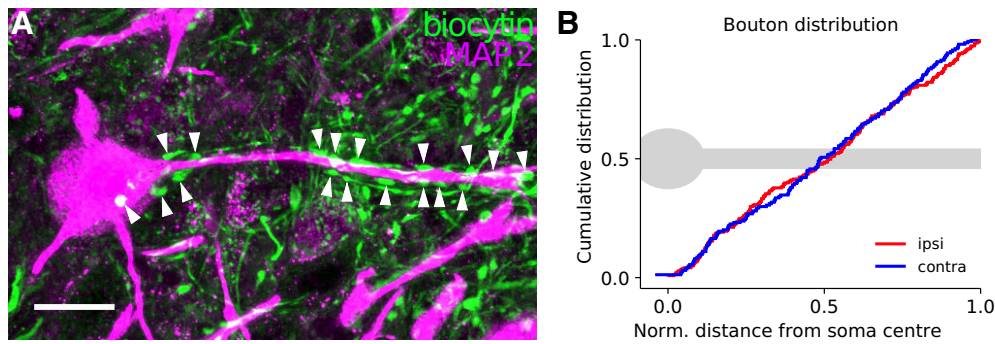 A
biocytin
MAP2
B
Bouton distribution
Cumulative distribution
1.0
0.5
0.0
ipsi
contra
0.0
0.5
1.0
Norm. distance from soma centre